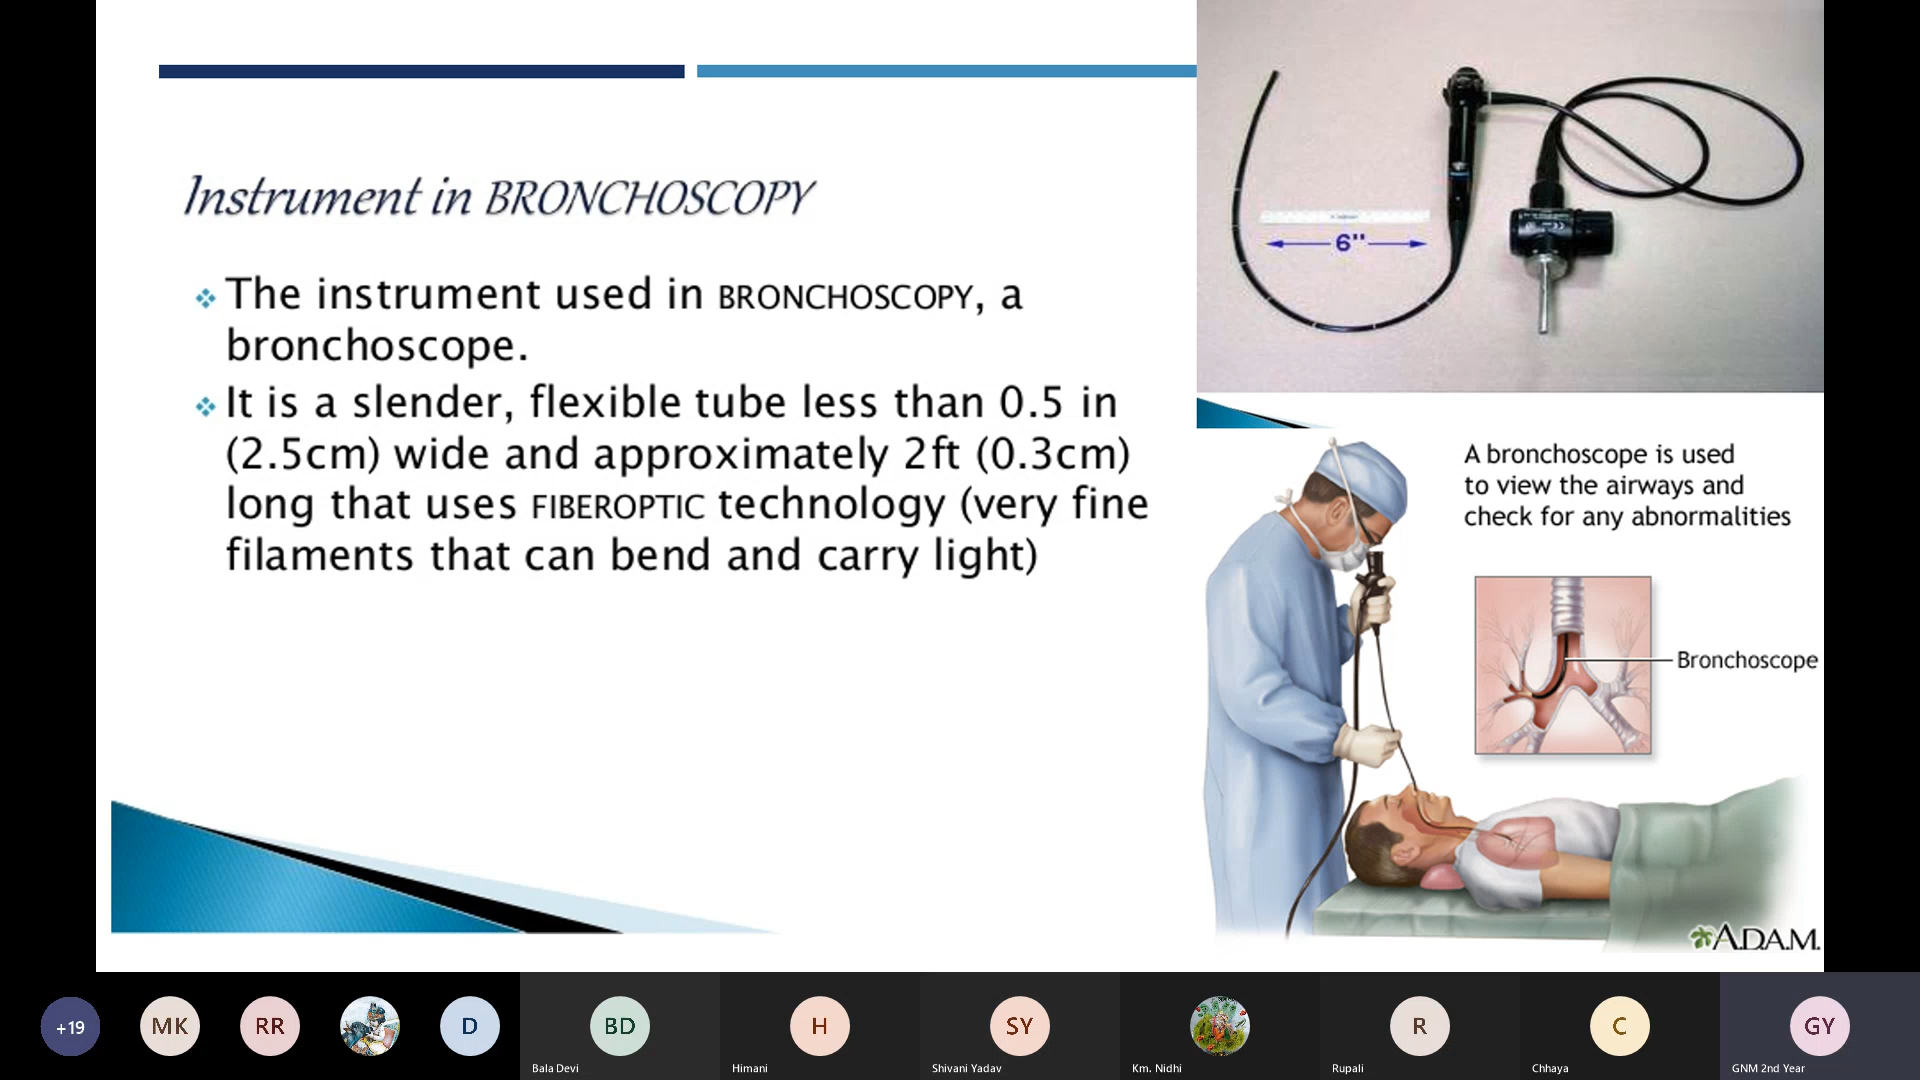 Instrument in BRONCHOSCOPY
The instrument used in BRONCHOSCOPY, a
bronchoscope.
It is a slender, flexible tube less than 0.5 in
(2.5cm) wide and approximately 2ft (0.3cm)
long that uses FIBEROPTIC technology (very fine
filaments that can bend and carry light)
6"
A bronchoscope is used
to view the airways and
check for any abnormalities
Bronchoscope
A.D.A.M.
+19
MK
RR
D
BD
Bala Devi
H
Himani
SY
Shivani Yadav
Km. Nidhi
R
Rupali
C
Chhaya
GY
GNM 2nd Year